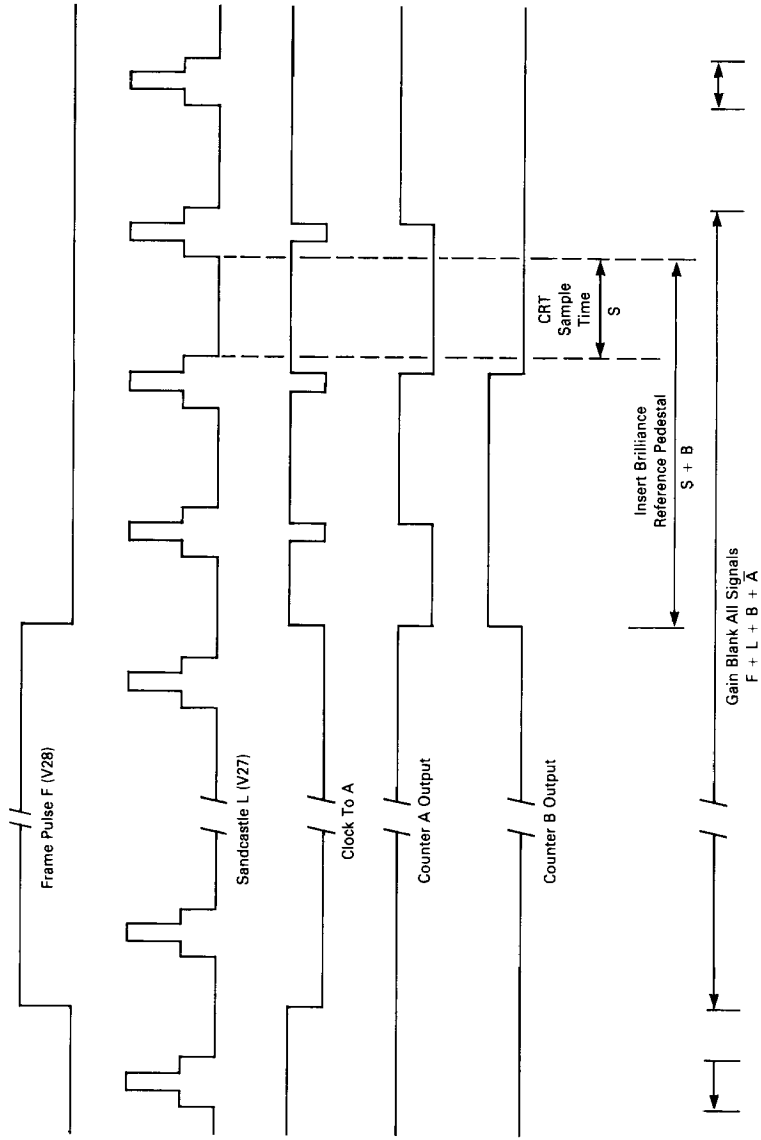 Frame Pulse F (V28)
Sandcastle L (V27)
Clock To A
Counter A Output
Counter B Output
CRT
Sample
Time
S
Insert Brilliance
Reference Pedestal
S + B
Gain Blank All Signals
F + L + B + A̅